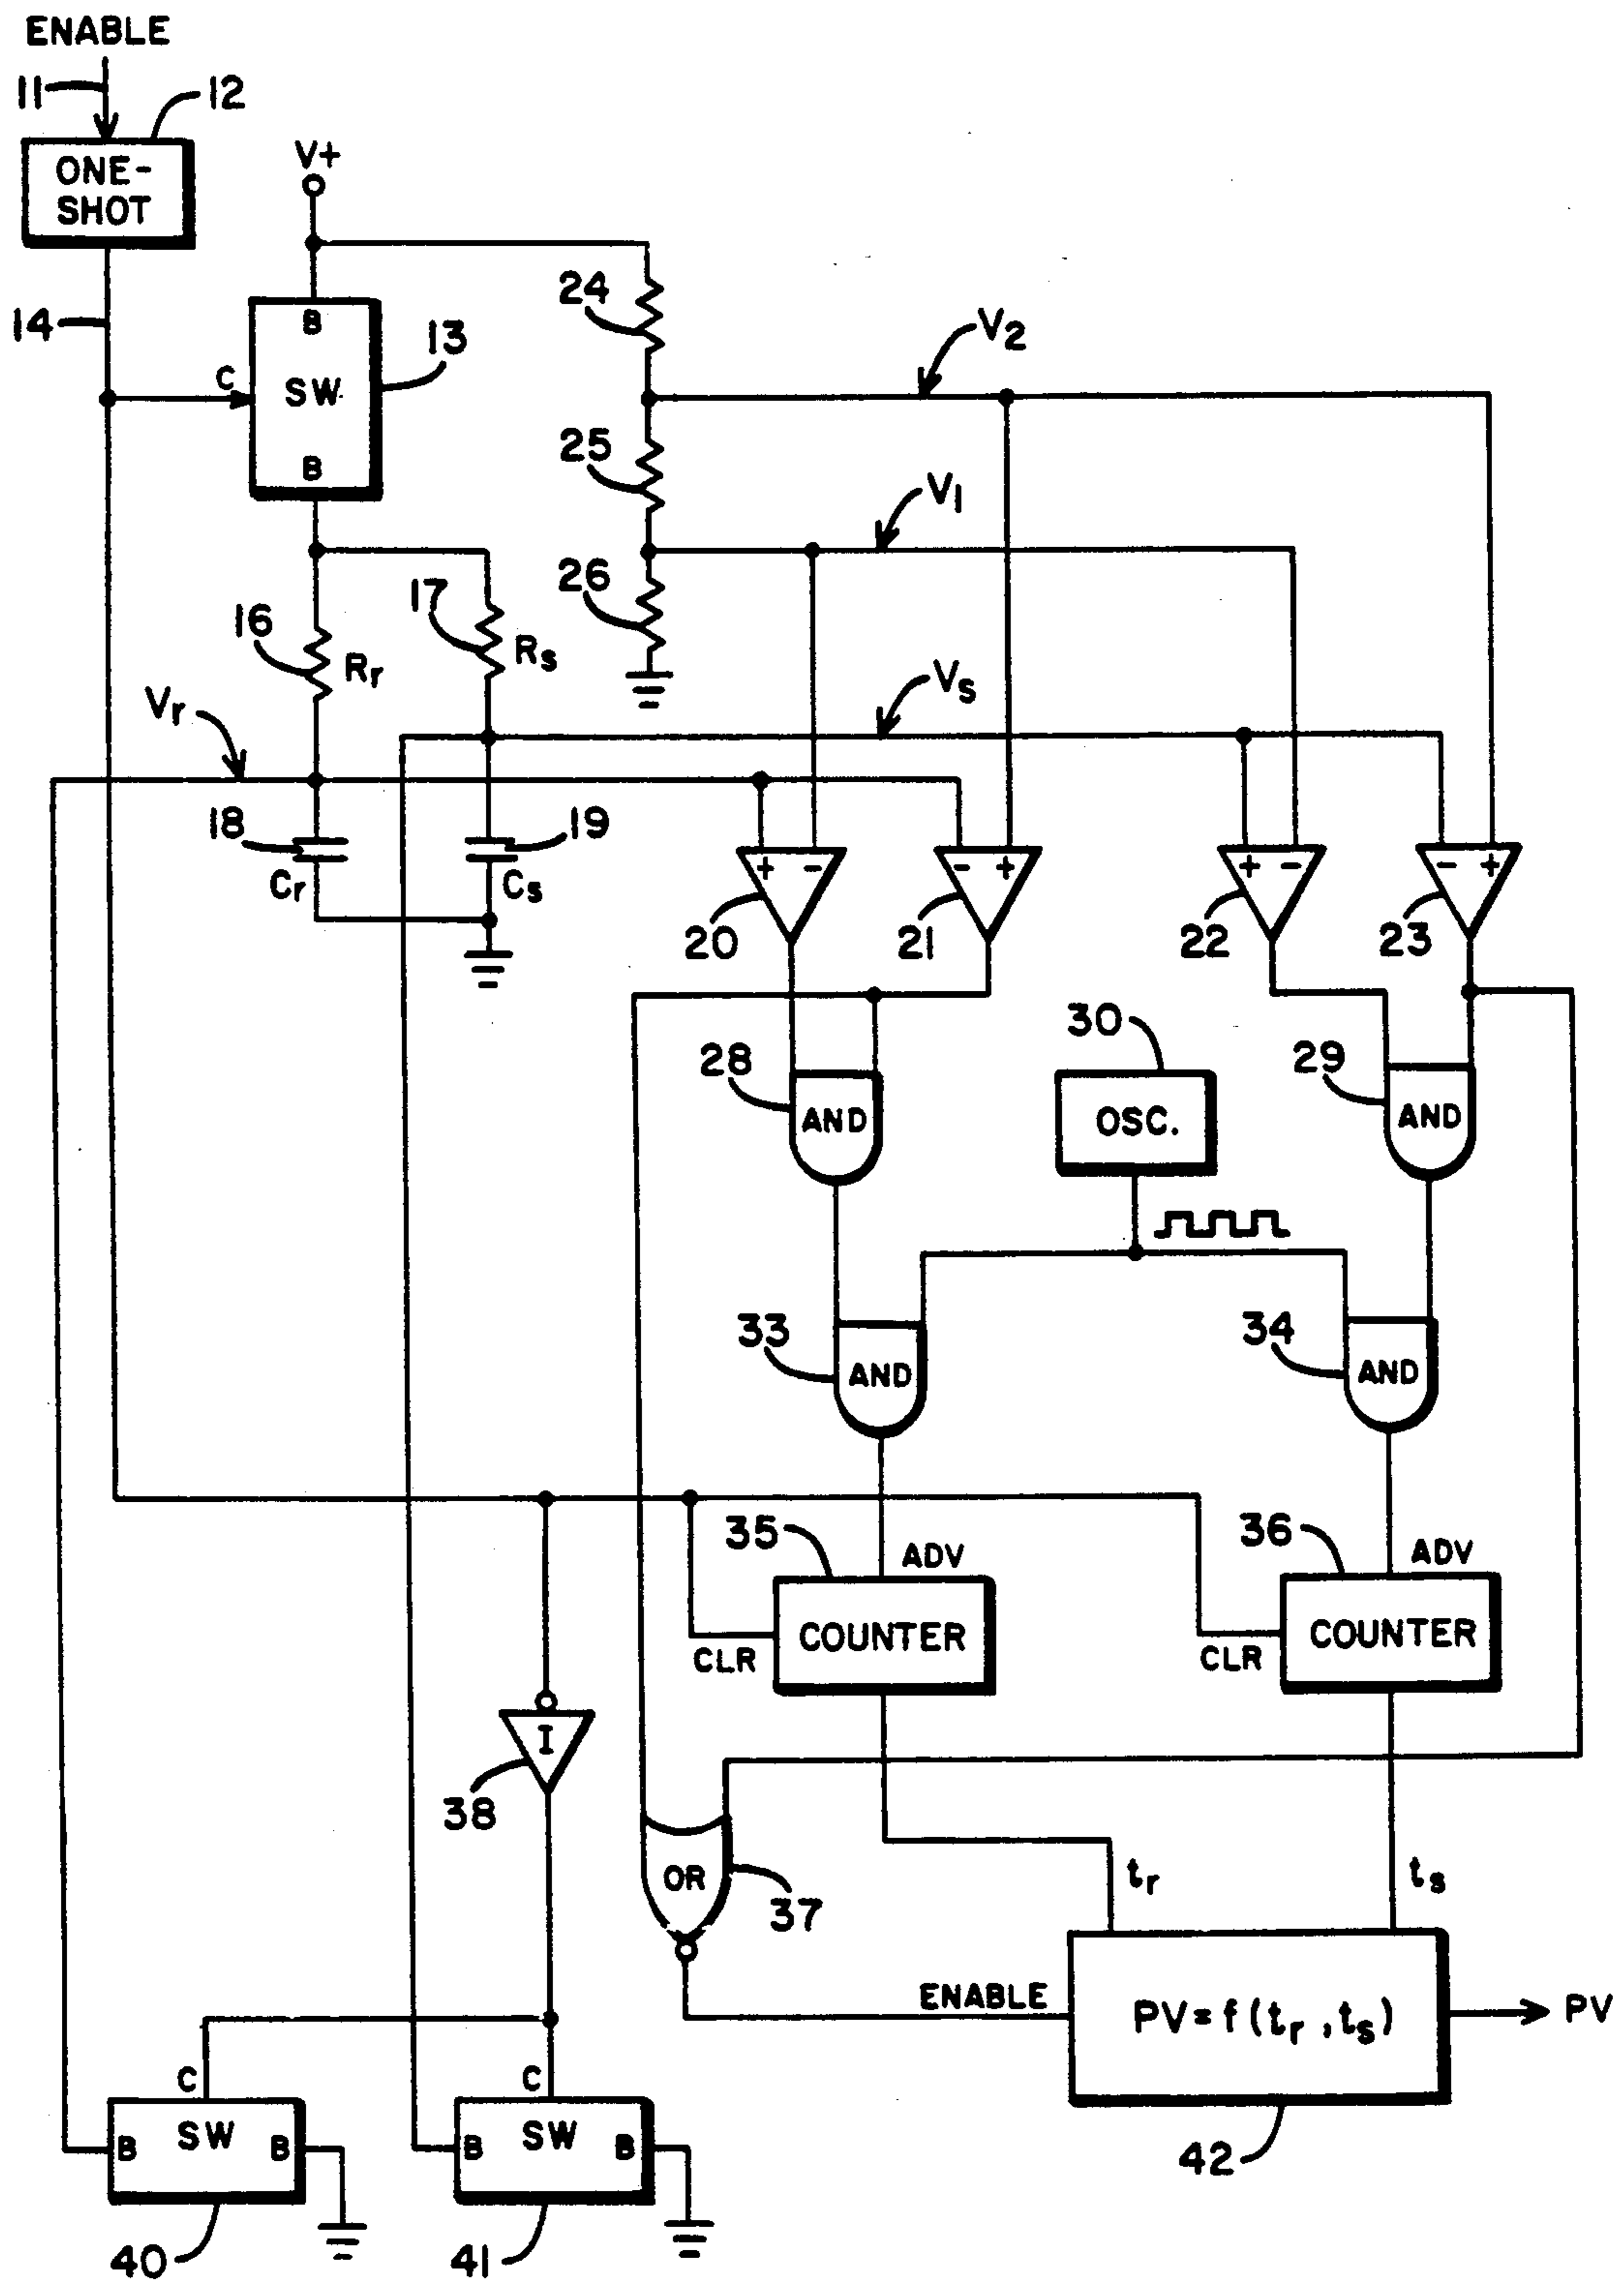 ENABLE
11
12
ONE-
SHOT
V+
14
B
C
SW
B
13
24
V2
25
V1
26
16
Rr
17
Rs
Vr
Vs
18
Cr
19
Cs
+ -
- +
+ -
- +
20
21
22
23
28
AND
30
OSC.
29
AND
33
AND
34
AND
35
ADV
36
ADV
COUNTER
CLR
COUNTER
CLR
I
38
OR
37
tr
ts
ENABLE
PV=f(tr,ts)
PV
42
C
SW
B
B
40
C
SW
B
B
41